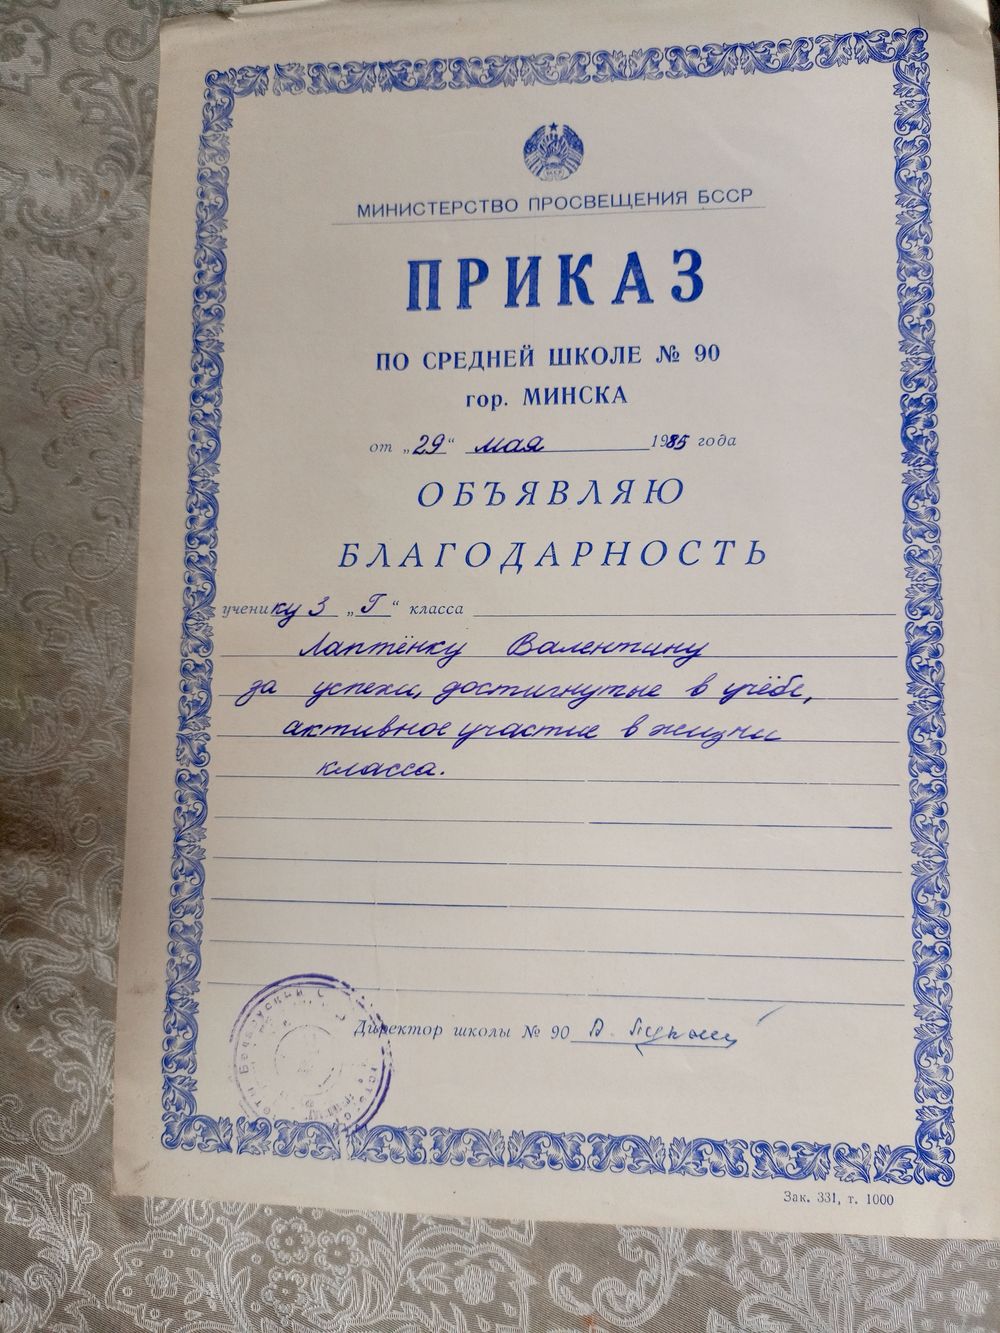 БССР
МИНИСТЕРСТВО ПРОСВЕЩЕНИЯ БССР
ПРИКАЗ
ПО СРЕДНЕЙ ШКОЛЕ № 90
гор. МИНСКА
от „29“ мая 1985 года
ОБЪЯВЛЯЮ
БЛАГОДАРНОСТЬ
ученику 3 „Г“ класса
Лаптёнку Валентину
за успехи, достигнутые в учёбе,
активное участие в жизни
класса.
Директор школы № 90
Зак. 331, т. 1000